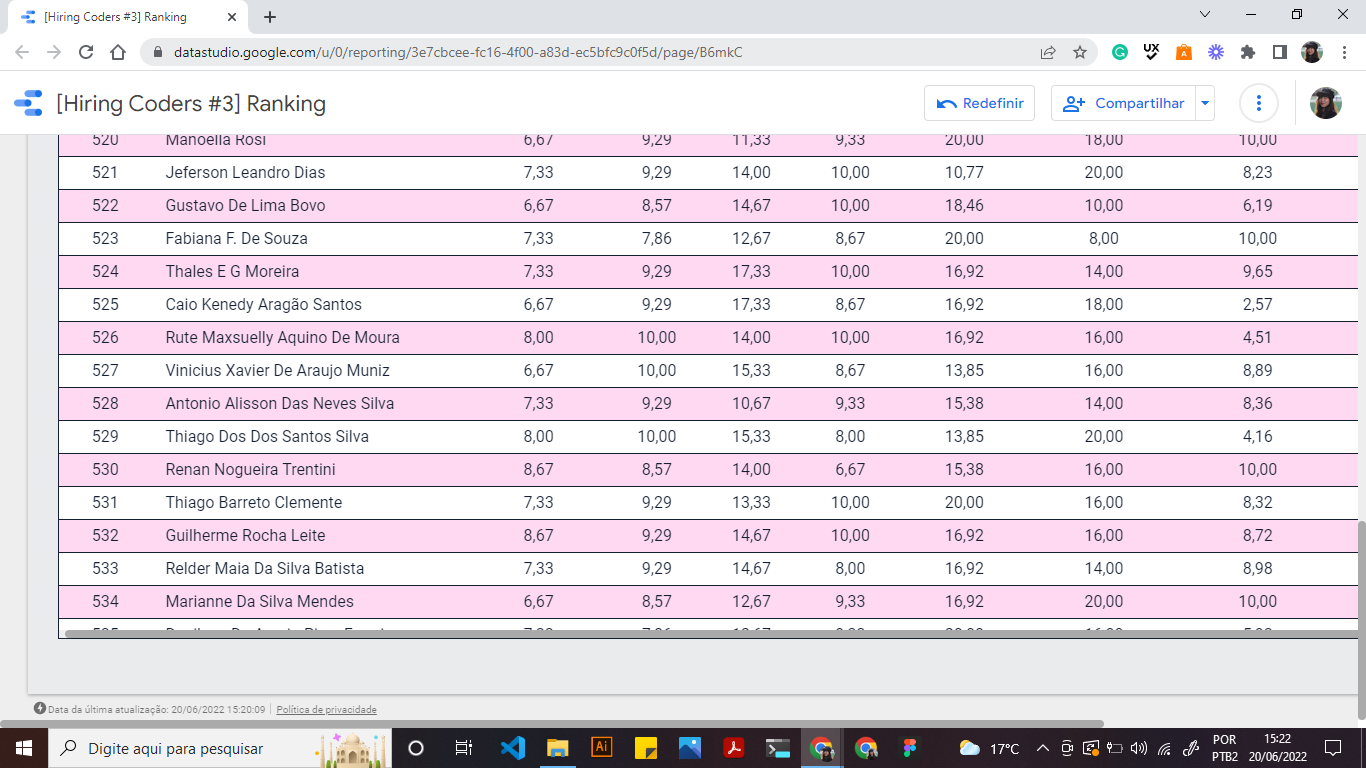 [Hiring Coders #3] Ranking
datastudio.google.com/u/0/reporting/3e7cbcee-fc16-4f00-a83d-ec5bfc9c0f5d/page/B6mkC
UX
[Hiring Coders #3] Ranking
Redefinir
Compartilhar
520 Manoella Rosi 6,67 9,29 11,33 9,33 20,00 18,00 10,00
521 Jeferson Leandro Dias 7,33 9,29 14,00 10,00 10,77 20,00 8,23
522 Gustavo De Lima Bovo 6,67 8,57 14,67 10,00 18,46 10,00 6,19
523 Fabiana F. De Souza 7,33 7,86 12,67 8,67 20,00 8,00 10,00
524 Thales E G Moreira 7,33 9,29 17,33 10,00 16,92 14,00 9,65
525 Caio Kenedy Aragão Santos 6,67 9,29 17,33 8,67 16,92 18,00 2,57
526 Rute Maxsuelly Aquino De Moura 8,00 10,00 14,00 10,00 16,92 16,00 4,51
527 Vinicius Xavier De Araujo Muniz 6,67 10,00 15,33 8,67 13,85 16,00 8,89
528 Antonio Alisson Das Neves Silva 7,33 9,29 10,67 9,33 15,38 14,00 8,36
529 Thiago Dos Dos Santos Silva 8,00 10,00 15,33 8,00 13,85 20,00 4,16
530 Renan Nogueira Trentini 8,67 8,57 14,00 6,67 15,38 16,00 10,00
531 Thiago Barreto Clemente 7,33 9,29 13,33 10,00 20,00 16,00 8,32
532 Guilherme Rocha Leite 8,67 9,29 14,67 10,00 16,92 16,00 8,72
533 Relder Maia Da Silva Batista 7,33 9,29 14,67 8,00 16,92 14,00 8,98
534 Marianne Da Silva Mendes 6,67 8,57 12,67 9,33 16,92 20,00 10,00
Data da última atualização: 20/06/2022 15:20:09 Política de privacidade
Digite aqui para pesquisar
Ai
17°C
POR
PTB2
15:22
20/06/2022